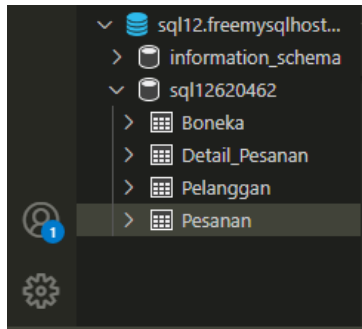 sql12.freemysqlhost...
information_schema
sql12620462
Boneka
Detail_Pesanan
Pelanggan
Pesanan
1